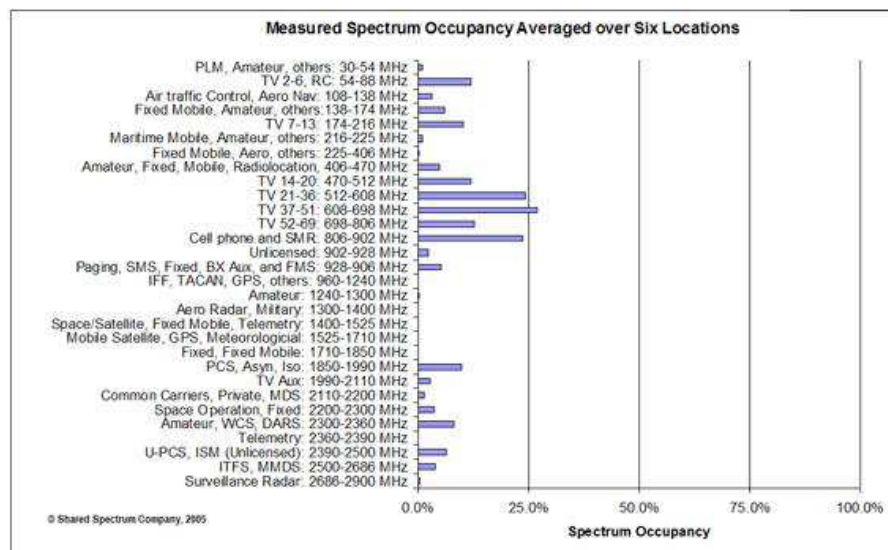 Measured Spectrum Occupancy Averaged over Six Locations
PLM, Amateur, others: 30-54 MHz
TV 2-6, RC: 54-88 MHz
Air traffic Control, Aero Nav: 108-138 MHz
Fixed Mobile, Amateur, others:138-174 MHz
TV 7-13: 174-216 MHz
Maritime Mobile, Amateur, others: 216-225 MHz
Fixed Mobile, Aero, others: 225-406 MHz
Amateur, Fixed, Mobile, Radiolocation, 406-470 MHz
TV 14-20: 470-512 MHz
TV 21-36: 512-608 MHz
TV 37-51: 608-698 MHz
TV 52-69: 698-806 MHz
Cell phone and SMR: 806-902 MHz
Unlicensed: 902-928 MHz
Paging, SMS, Fixed, BX Aux, and FMS: 928-906 MHz
IFF, TACAN, GPS, others: 960-1240 MHz
Amateur: 1240-1300 MHz
Aero Radar, Military: 1300-1400 MHz
Space/Satellite, Fixed Mobile, Telemetry: 1400-1525 MHz
Mobile Satellite, GPS, Meteorologicial: 1525-1710 MHz
Fixed, Fixed Mobile: 1710-1850 MHz
PCS, Asyn, Iso: 1850-1990 MHz
TV Aux: 1990-2110 MHz
Common Carriers, Private, MDS: 2110-2200 MHz
Space Operation, Fixed: 2200-2300 MHz
Amateur, WCS, DARS: 2300-2360 MHz
Telemetry: 2360-2390 MHz
U-PCS, ISM (Unlicensed): 2390-2500 MHz
ITFS, MMDS: 2500-2686 MHz
Surveillance Radar: 2686-2900 MHz
0.0% 25.0% 50.0% 75.0% 100.0%
Spectrum Occupancy
© Shared Spectrum Company, 2005